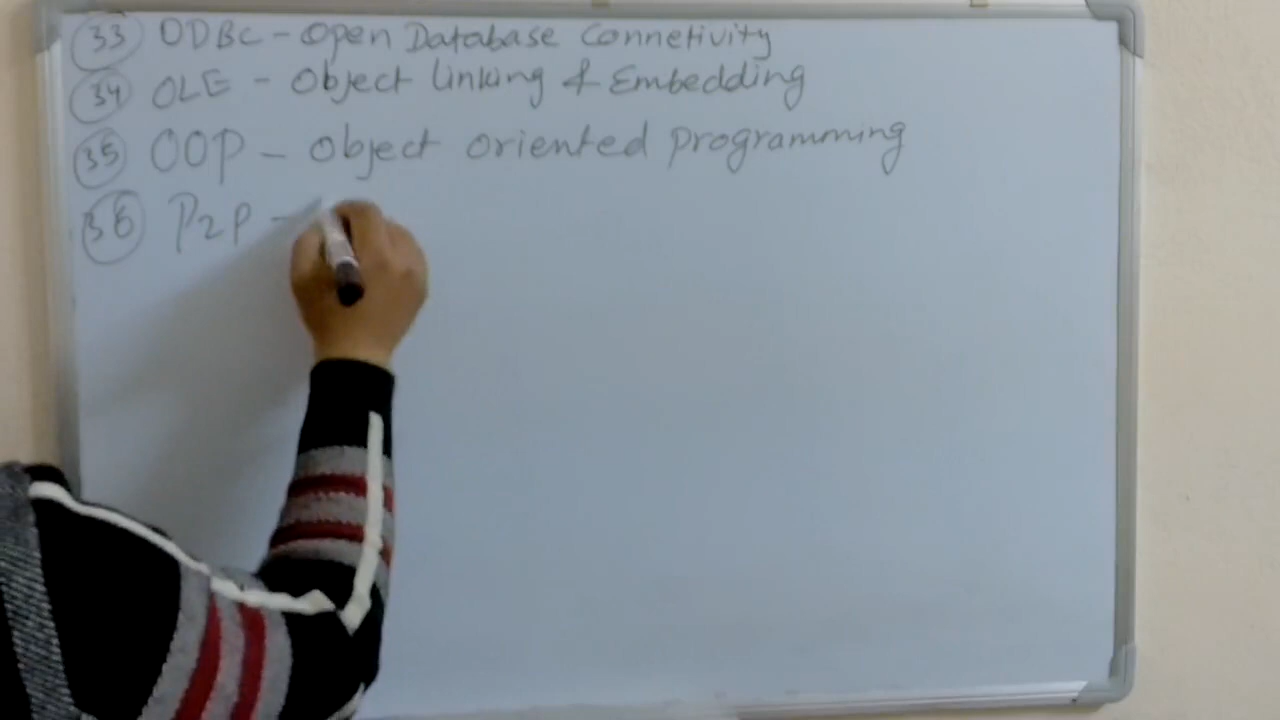 33 ODBC - Open Database Connetivity
34 OLE - Object linking & Embedding
35 OOP - Object oriented programming
36 P2P -